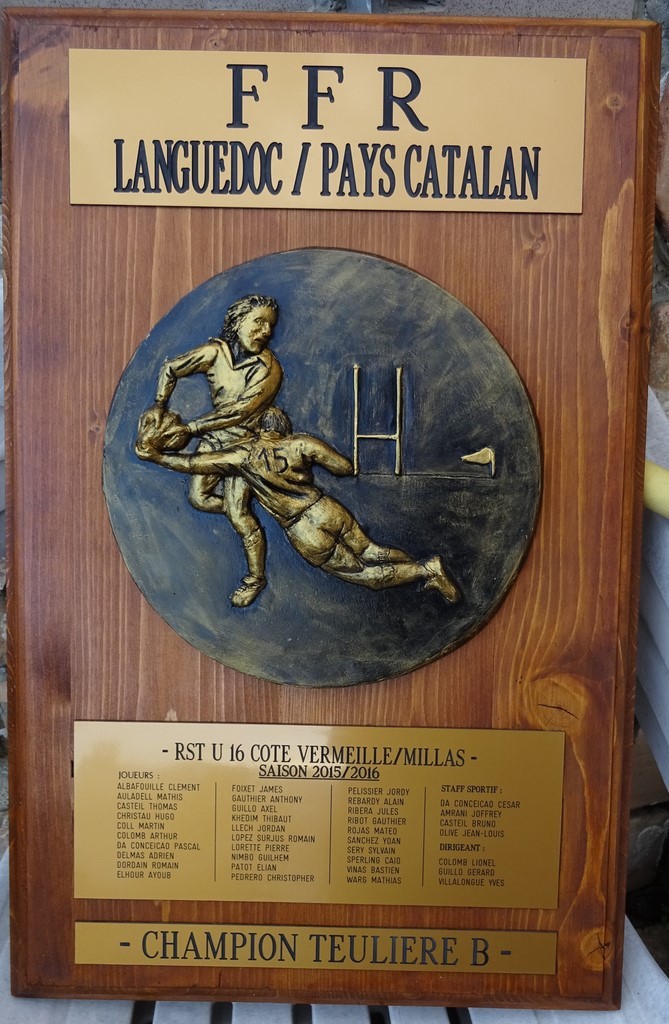 F F R
LANGUEDOC / PAYS CATALAN
15
- RST U 16 COTE VERMEILLE/MILLAS -
SAISON 2015/2016
JOUEURS :
ALBAFOUILLE CLEMENT
AULADELL MATHIS
CASTEIL THOMAS
CHRISTAU HUGO
COLL MARTIN
COLOMB ARTHUR
DA CONCEICAO PASCAL
DELMAS ADRIEN
DORDAIN ROMAIN
ELHOUR AYOUB
FOIXET JAMES
GAUTHIER ANTHONY
GUILLO AXEL
KHEDIM THIBAUT
LLECH JORDAN
LOPEZ SURJUS ROMAIN
LORETTE PIERRE
NIMBO GUILHEM
PATOT ELIAN
PEDRERO CHRISTOPHER
PELISSIER JORDY
REBARDY ALAIN
RIBERA JULES
RIBOT GAUTHIER
ROJAS MATEO
SANCHEZ YOAN
SERY SYLVAIN
SPERLING CAIO
VINAS BASTIEN
WARG MATHIAS
STAFF SPORTIF :
DA CONCEICAO CESAR
AMRANI JOFFREY
CASTEIL BRUNO
OLIVE JEAN-LOUIS
DIRIGEANT :
COLOMB LIONEL
GUILLO GERARD
VILLALONGUE YVES
- CHAMPION TEULIERE B -